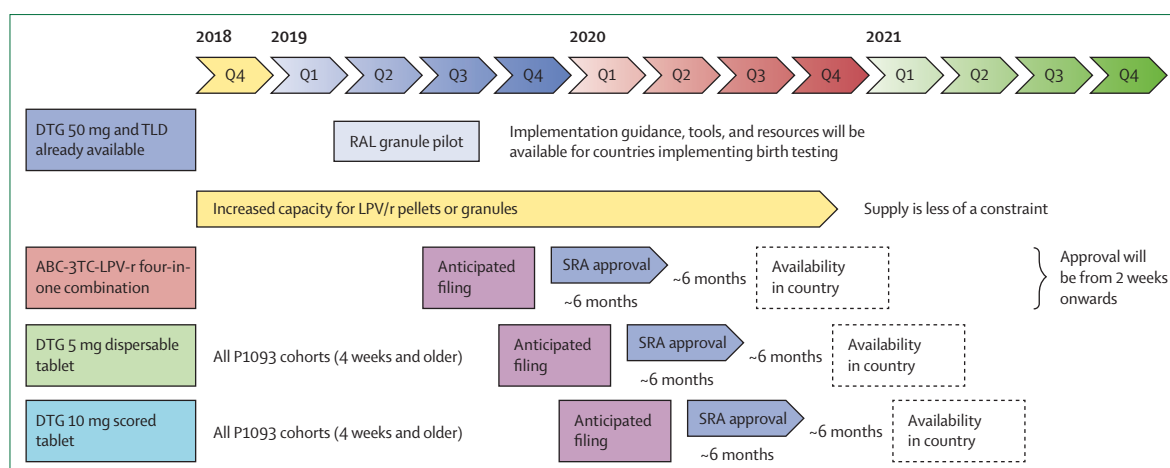 2018 2019 2020 2021
Q4 Q1 Q2 Q3 Q4 Q1 Q2 Q3 Q4 Q1 Q2 Q3 Q4
DTG 50 mg and TLD
already available
RAL granule pilot
Implementation guidance, tools, and resources will be
available for countries implementing birth testing
Increased capacity for LPV/r pellets or granules
Supply is less of a constraint
ABC-3TC-LPV-r four-in-
one combination
Anticipated
filing
SRA approval
~6 months
~6 months
Availability
in country
Approval will
be from 2 weeks
onwards
DTG 5 mg dispersable
tablet
All P1093 cohorts (4 weeks and older)
Anticipated
filing
SRA approval
~6 months
~6 months
Availability
in country
DTG 10 mg scored
tablet
All P1093 cohorts (4 weeks and older)
Anticipated
filing
SRA approval
~6 months
~6 months
Availability
in country